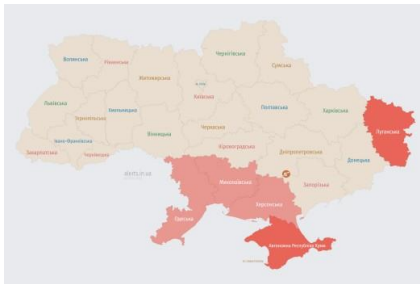 Чернігівська
Волинська
Рівненська
Сумська
Житомирська
Київська
Львівська
Полтавська
Харківська
Тернопільська
Хмельницька
Луганська
Черкаська
Вінницька
Івано-Франківська
Закарпатська
Чернівецька
Кіровоградська
Дніпропетровська
Донецька
Запорізька
Миколаївська
Херсонська
Одеська
Автономна Республіка Крим